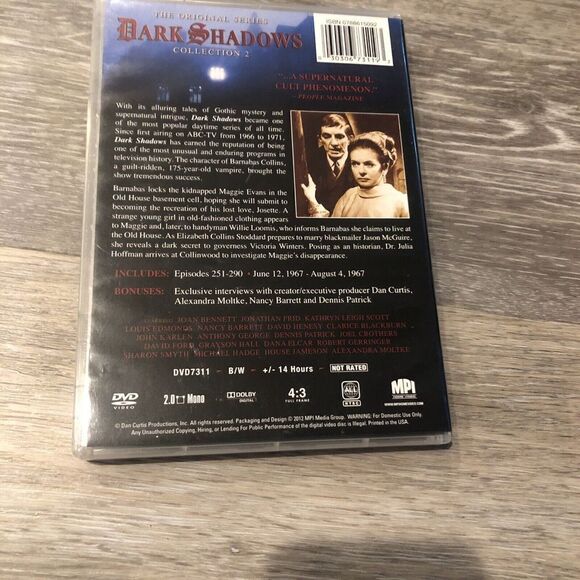 THE ORIGINAL SERIES
DARK SHADOWS
COLLECTION 2
ISBN 0788615092
30306 73119
"...A SUPERNATURAL
CULT PHENOMENON."
– PEOPLE MAGAZINE
With its alluring tales of Gothic mystery and
supernatural intrigue, Dark Shadows became one
of the most popular daytime series of all time.
Since first airing on ABC-TV from 1966 to 1971,
Dark Shadows has earned the reputation of being
one of the most unusual and enduring programs in
television history. The character of Barnabas Collins,
a guilt-ridden, 175-year-old vampire, brought the
show tremendous success.
Barnabas locks the kidnapped Maggie Evans in the
Old House basement cell, hoping she will submit to
becoming the recreation of his lost love, Josette. A
strange young girl in old-fashioned clothing appears
to Maggie and, later, to handyman Willie Loomis, who informs Barnabas she claims to live at
the Old House. As Elizabeth Collins Stoddard prepares to marry blackmailer Jason McGuire,
she reveals a dark secret to governess Victoria Winters. Posing as an historian, Dr. Julia
Hoffman arrives at Collinwood to investigate Maggie's disappearance.
INCLUDES: Episodes 251-290 • June 12, 1967 - August 4, 1967
BONUSES: Exclusive interviews with creator/executive producer Dan Curtis,
Alexandra Moltke, Nancy Barrett and Dennis Patrick
JOAN BENNETT, JONATHAN FRID, KATHRYN LEIGH SCOTT
LOUIS EDMONDS, NANCY BARRETT, DAVID HENESY, CLARICE BLACKBURN
JOHN KARLEN, ANTHONY GEORGE, DENNIS PATRICK, JOEL CROTHERS
DAVID FORD, GRAYSON HALL, DANA ELCAR, ROBERT GERRINGER
SHARON SMYTH, MICHAEL HADGE, HOUSE JAMESON, ALEXANDRA MOLTKE
DVD7311 – B/W – +/- 14 Hours – NOT RATED
DVD VIDEO 2.0 Mono DOLBY DIGITAL 4:3 FULL FRAME ALL NTSC MPI HOME VIDEO
© Dan Curtis Productions, Inc. All rights reserved. Packaging and Design © 2012 MPI Media Group. WARNING: For Domestic Use Only.
Any Unauthorized Copying, Hiring, or Lending For Public Performance of the digital video disc is illegal. Printed in the USA.